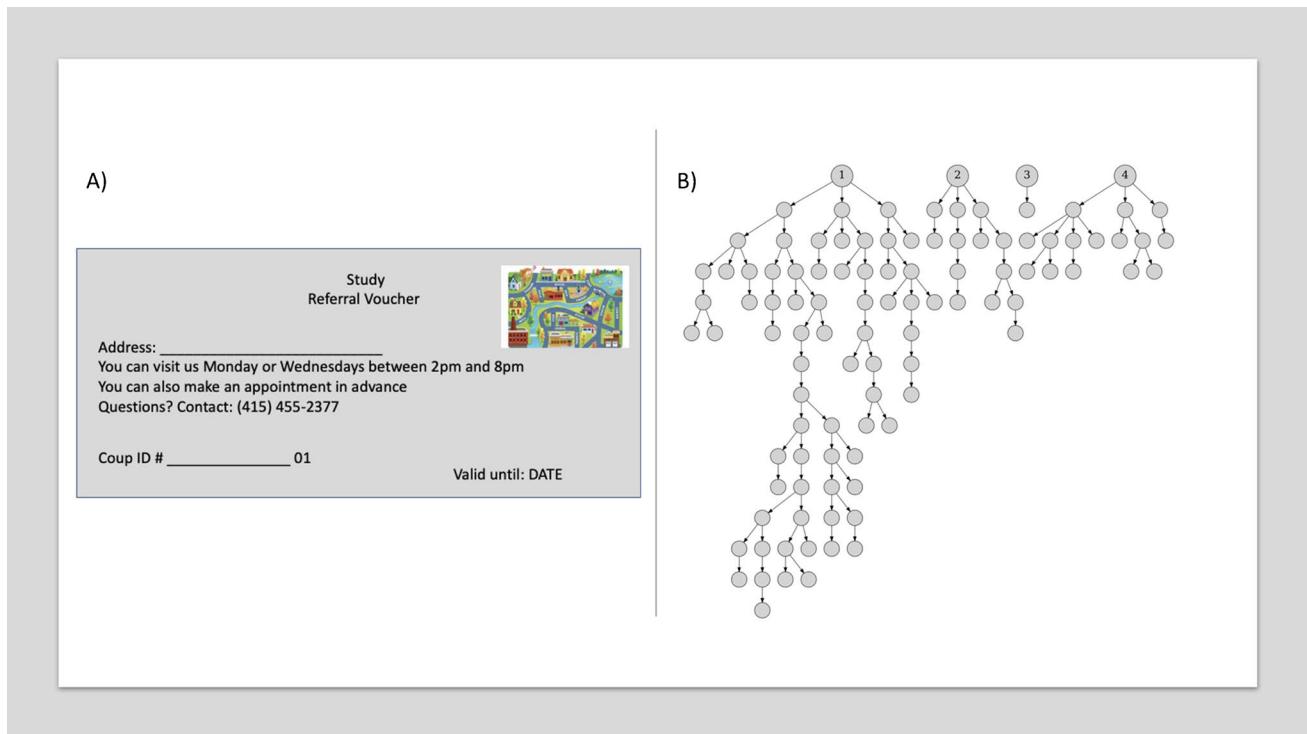 A)
Study
Referral Voucher
Address: ____________________________
You can visit us Monday or Wednesdays between 2pm and 8pm
You can also make an appointment in advance
Questions? Contact: (415) 455-2377
Coup ID # ________________ 01
Valid until: DATE
B)
1 2 3 4